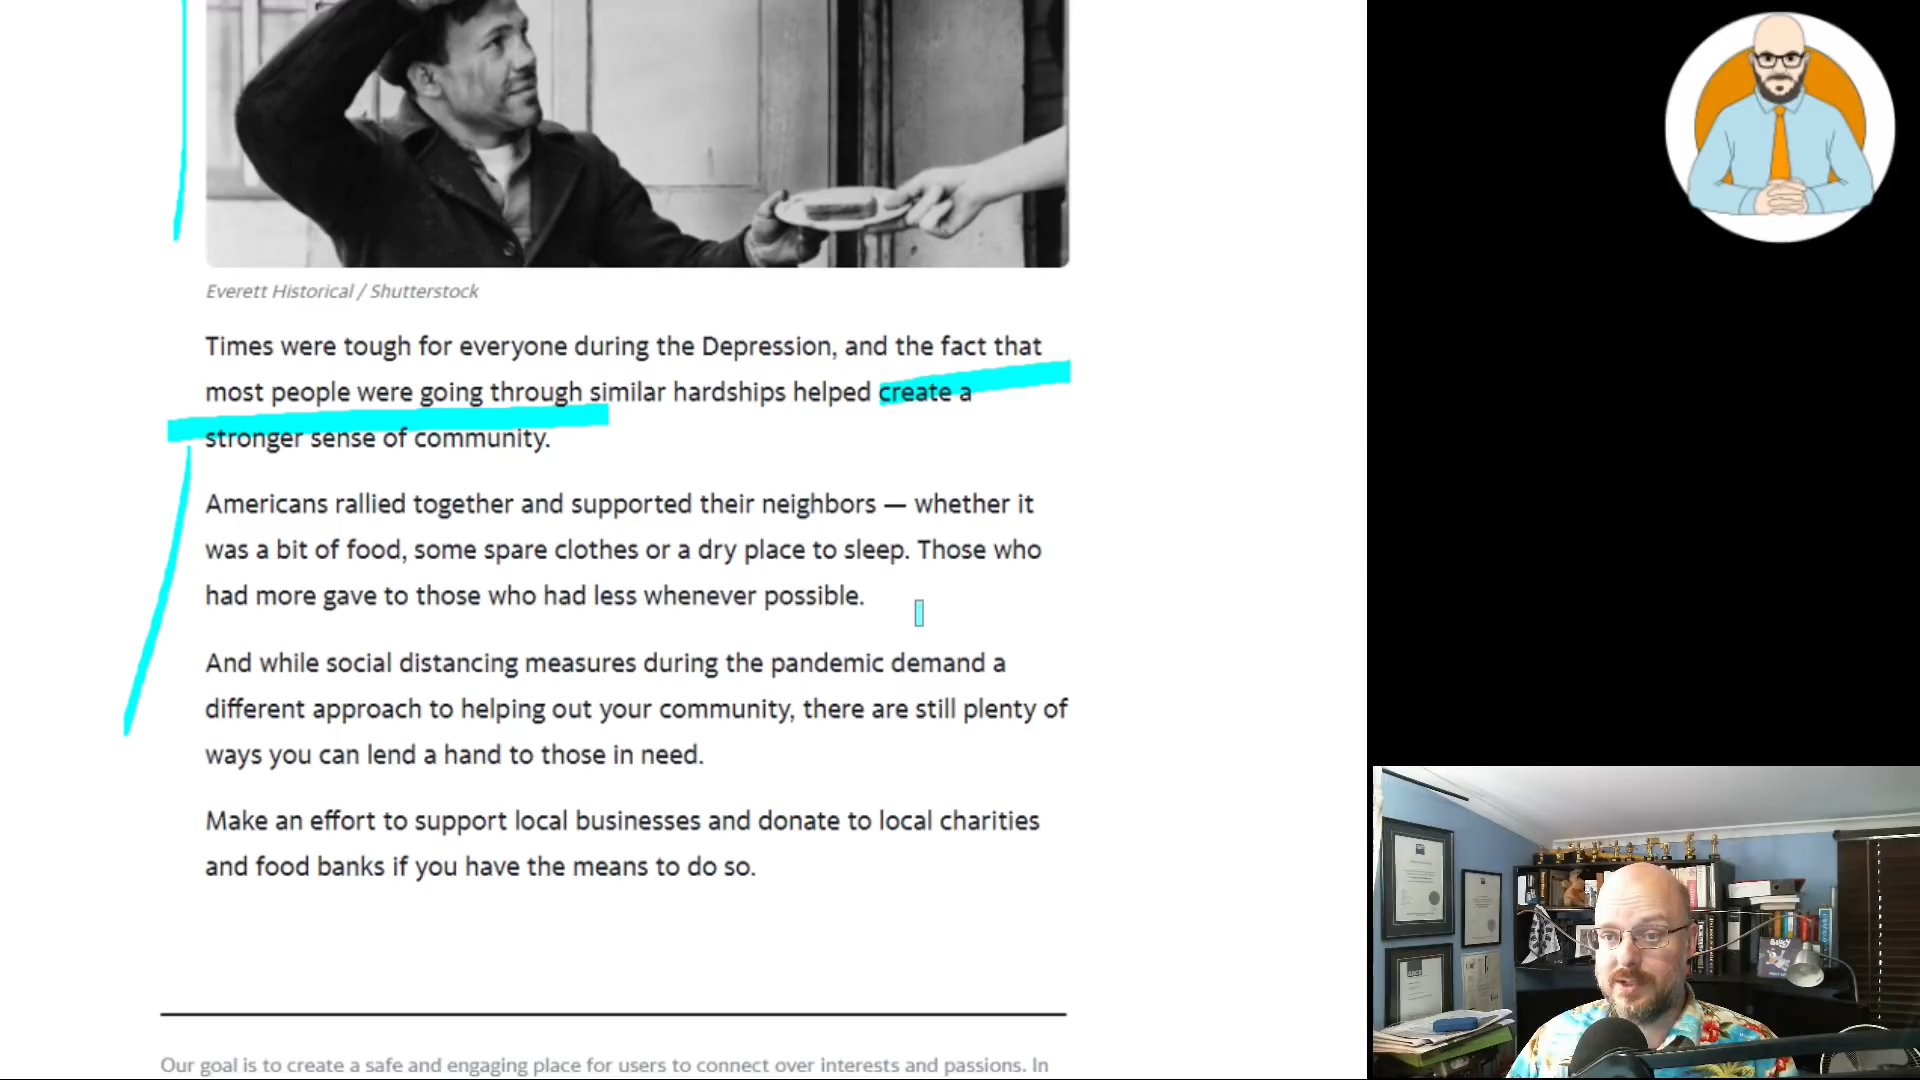 Everett Historical / Shutterstock
Times were tough for everyone during the Depression, and the fact that
most people were going through similar hardships helped create a
stronger sense of community.
Americans rallied together and supported their neighbors — whether it
was a bit of food, some spare clothes or a dry place to sleep. Those who
had more gave to those who had less whenever possible.
And while social distancing measures during the pandemic demand a
different approach to helping out your community, there are still plenty of
ways you can lend a hand to those in need.
Make an effort to support local businesses and donate to local charities
and food banks if you have the means to do so.
Our goal is to create a safe and engaging place for users to connect over interests and passions. In